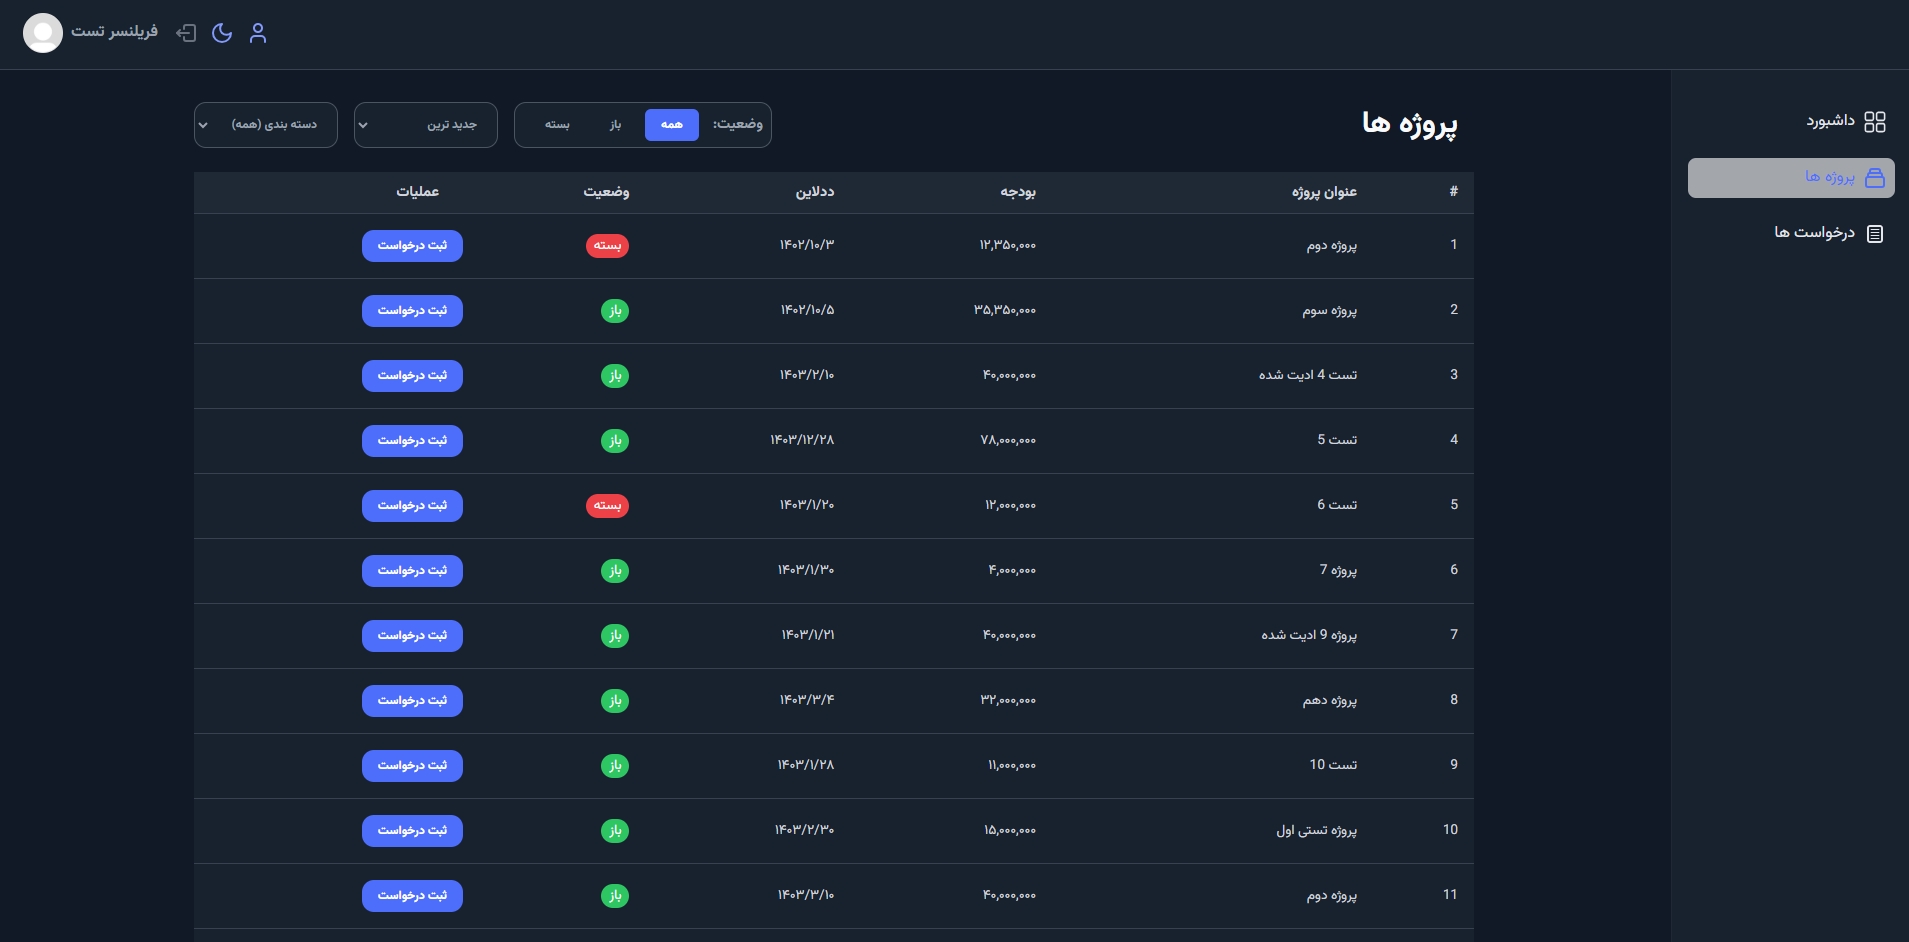 فریلنسر تست
داشبورد
پروژه ها
درخواست ها
پروژه ها
وضعیت: همه باز بسته
جدید ترین
دسته بندی (همه)
# عنوان پروژه بودجه ددلاین وضعیت عملیات
1 پروژه دوم ۱۲,۳۵۰,۰۰۰ ۱۴۰۲/۱۰/۳ بسته ثبت درخواست
2 پروژه سوم ۳۵,۳۵۰,۰۰۰ ۱۴۰۲/۱۰/۵ باز ثبت درخواست
3 تست 4 ادیت شده ۴۰,۰۰۰,۰۰۰ ۱۴۰۳/۲/۱۰ باز ثبت درخواست
4 تست 5 ۷۸,۰۰۰,۰۰۰ ۱۴۰۳/۱۲/۲۸ باز ثبت درخواست
5 تست 6 ۱۲,۰۰۰,۰۰۰ ۱۴۰۳/۱/۲۰ بسته ثبت درخواست
6 پروژه 7 ۴,۰۰۰,۰۰۰ ۱۴۰۳/۱/۳۰ باز ثبت درخواست
7 پروژه 9 ادیت شده ۴۰,۰۰۰,۰۰۰ ۱۴۰۳/۱/۲۱ باز ثبت درخواست
8 پروژه دهم ۳۲,۰۰۰,۰۰۰ ۱۴۰۳/۳/۴ باز ثبت درخواست
9 تست 10 ۱۱,۰۰۰,۰۰۰ ۱۴۰۳/۱/۲۸ باز ثبت درخواست
10 پروژه تستی اول ۱۵,۰۰۰,۰۰۰ ۱۴۰۳/۲/۳۰ باز ثبت درخواست
11 پروژه دوم ۴۰,۰۰۰,۰۰۰ ۱۴۰۳/۳/۱۰ باز ثبت درخواست